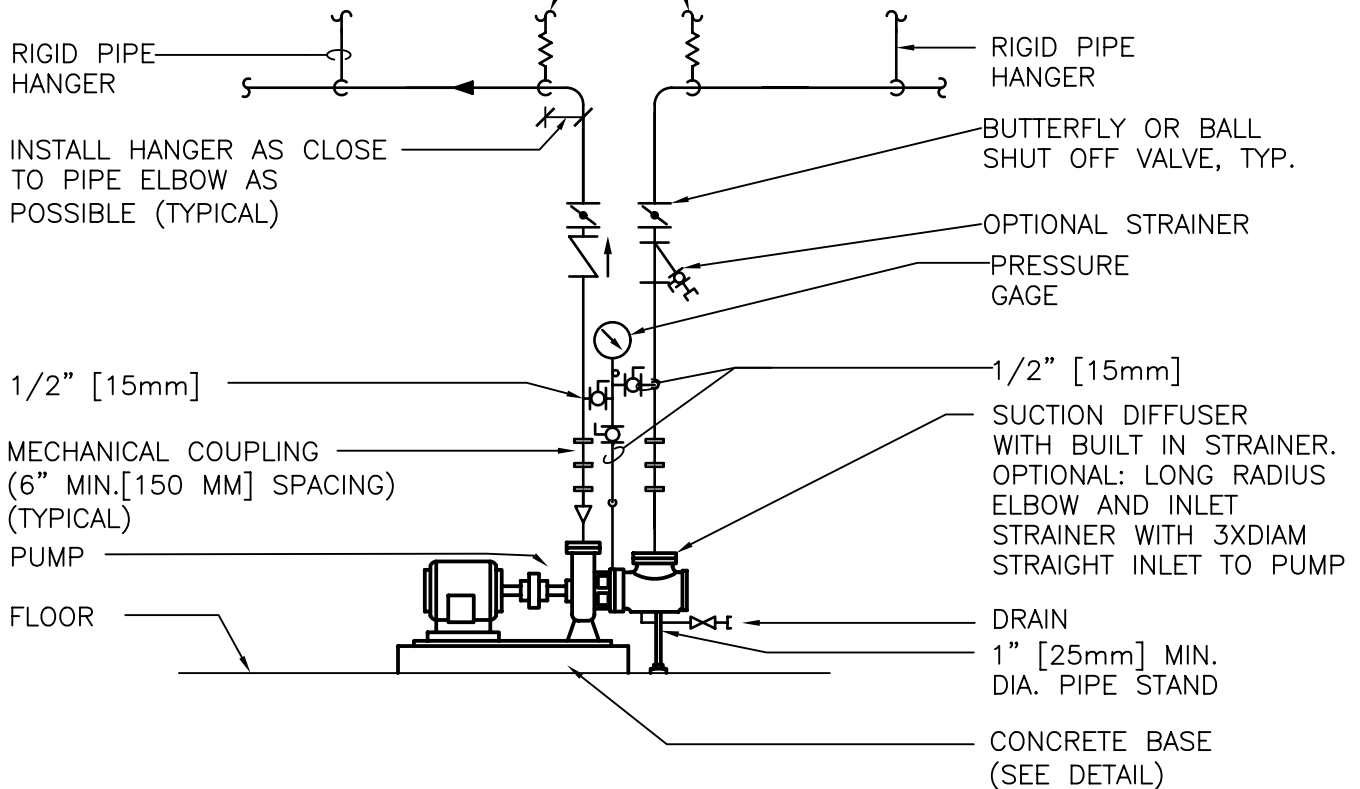 RIGID PIPE
HANGER
INSTALL HANGER AS CLOSE
TO PIPE ELBOW AS
POSSIBLE (TYPICAL)
1/2” [15mm]
MECHANICAL COUPLING
(6” MIN.[150 MM] SPACING)
(TYPICAL)
PUMP
FLOOR
RIGID PIPE
HANGER
BUTTERFLY OR BALL
SHUT OFF VALVE, TYP.
OPTIONAL STRAINER
PRESSURE
GAGE
1/2” [15mm]
SUCTION DIFFUSER
WITH BUILT IN STRAINER.
OPTIONAL: LONG RADIUS
ELBOW AND INLET
STRAINER WITH 3XDIAM
STRAIGHT INLET TO PUMP
DRAIN
1” [25mm] MIN.
DIA. PIPE STAND
CONCRETE BASE
(SEE DETAIL)